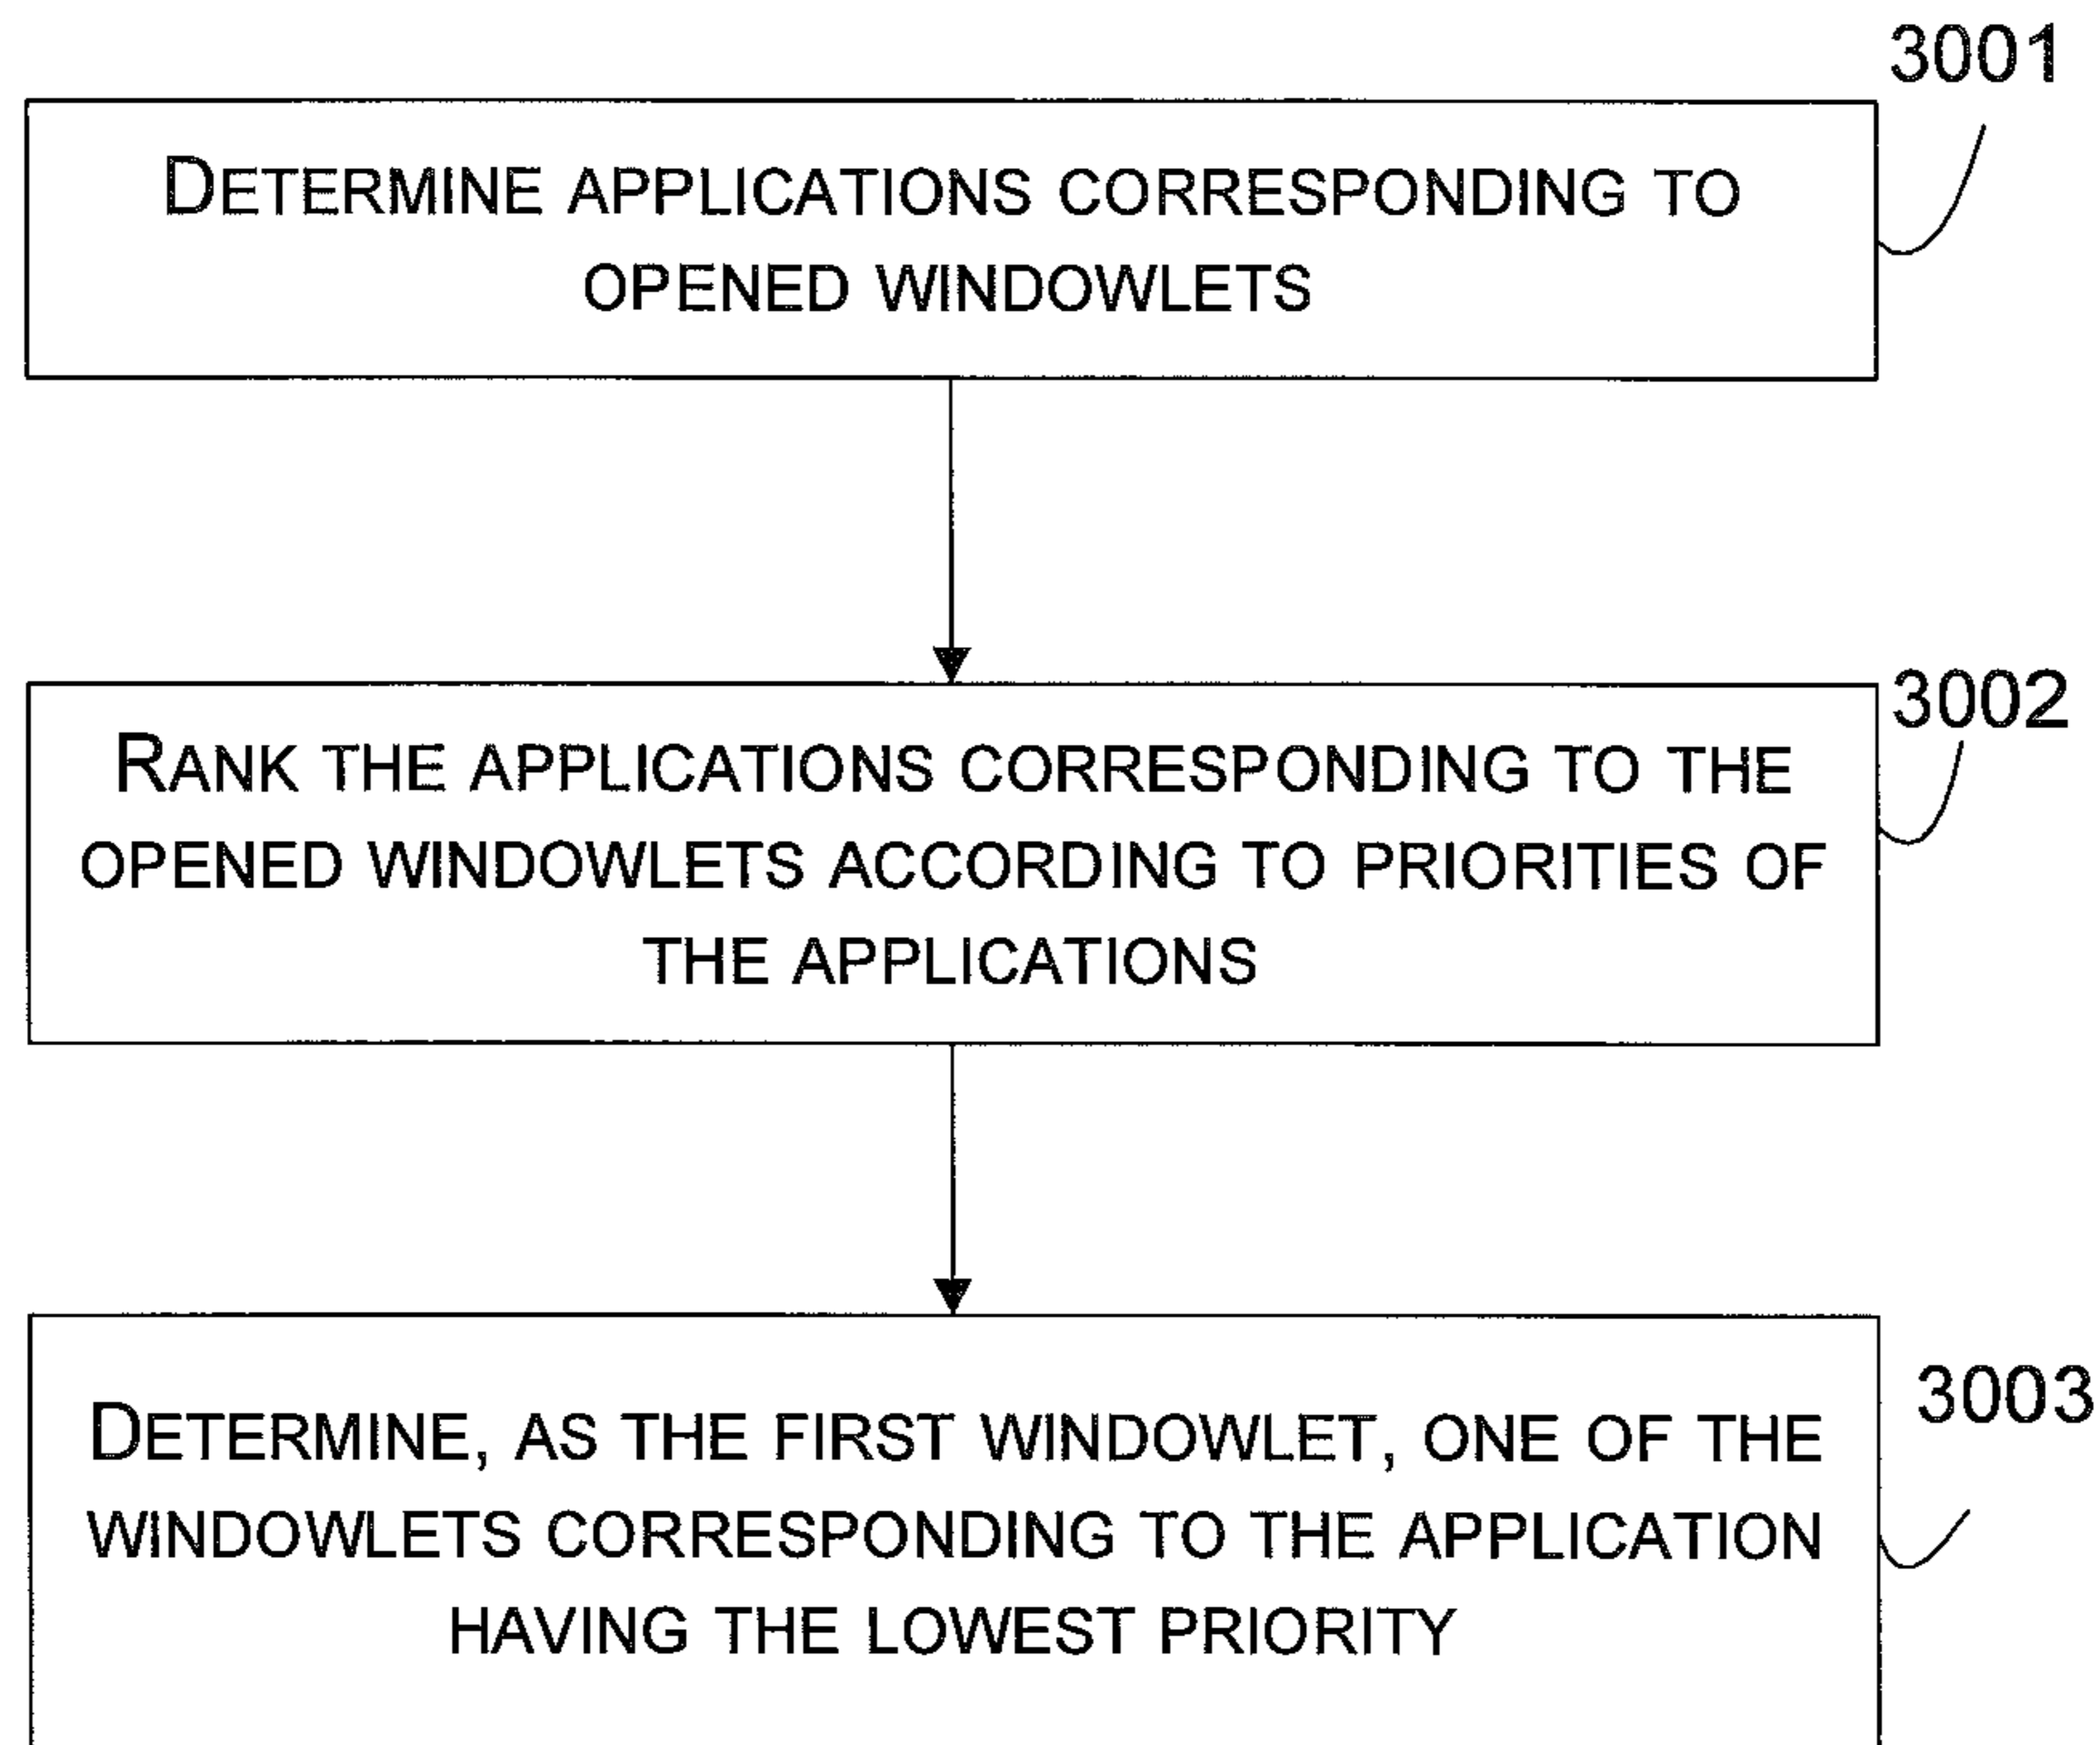 3001
DETERMINE APPLICATIONS CORRESPONDING TO
OPENED WINDOWLETS
3002
RANK THE APPLICATIONS CORRESPONDING TO THE
OPENED WINDOWLETS ACCORDING TO PRIORITIES OF
THE APPLICATIONS
3003
DETERMINE, AS THE FIRST WINDOWLET, ONE OF THE
WINDOWLETS CORRESPONDING TO THE APPLICATION
HAVING THE LOWEST PRIORITY